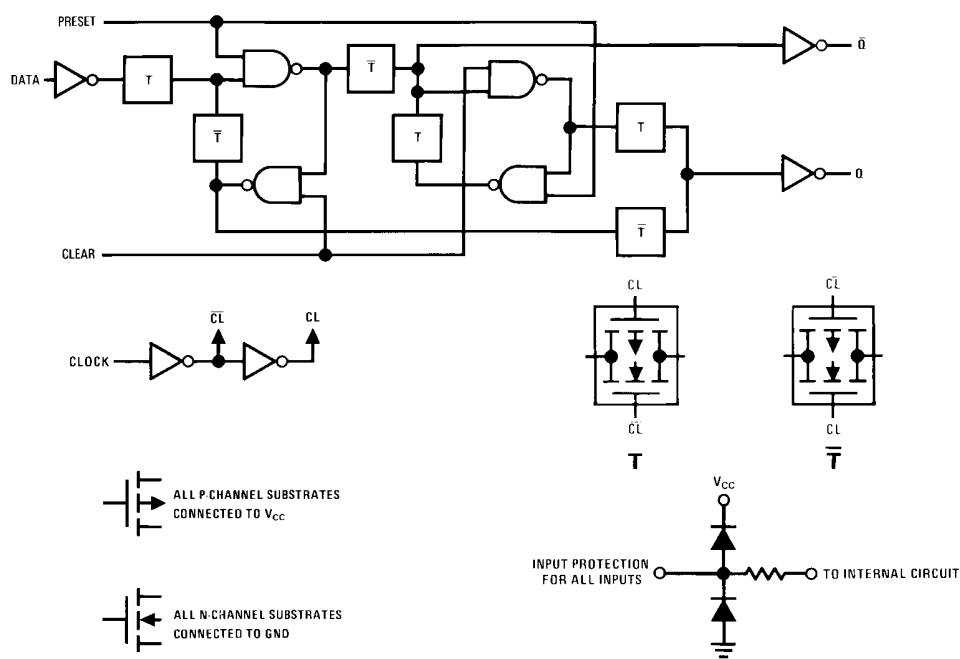 PRESET
Q̄
DATA
T
T̅
T̅
T
T
Q
T̅
CLEAR
C̅L̅
CL
CLOCK
CL
C̅L̅
C̅L̅
CL
T
T̅
ALL P-CHANNEL SUBSTRATES
CONNECTED TO VCC
VCC
INPUT PROTECTION
FOR ALL INPUTS
TO INTERNAL CIRCUIT
ALL N-CHANNEL SUBSTRATES
CONNECTED TO GND